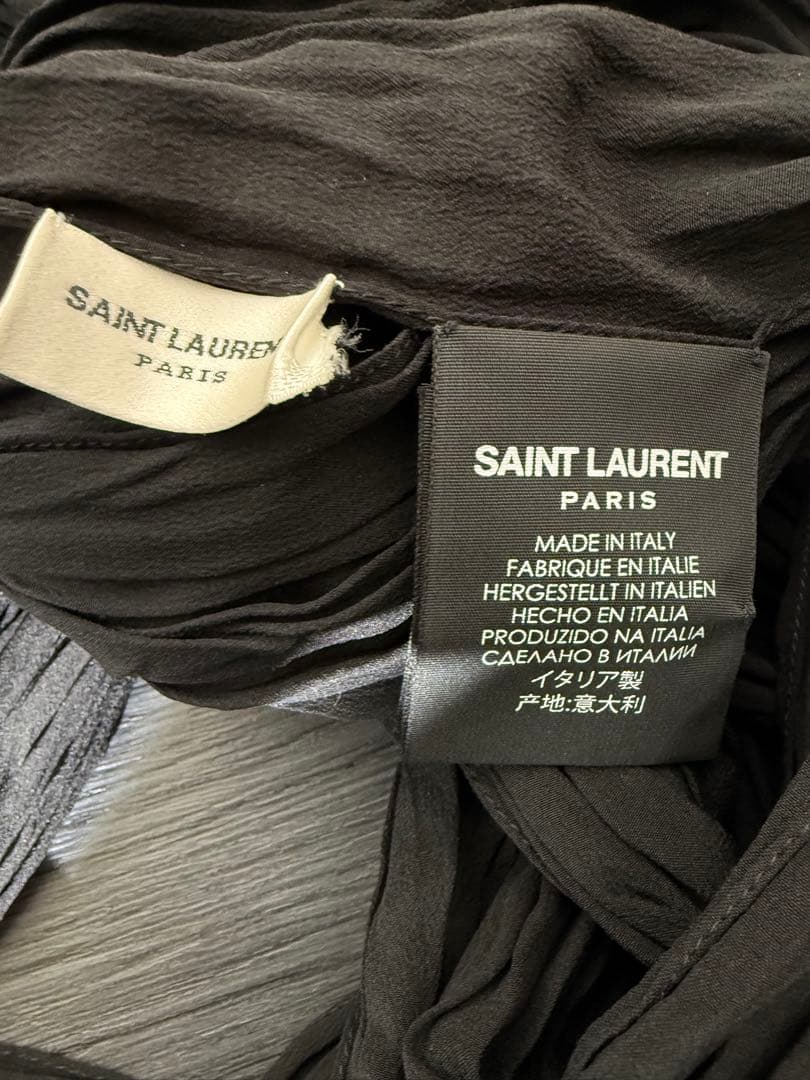 SAINT LAUREN
PARIS
SAINT LAURENT
PARIS
MADE IN ITALY
FABRIQUE EN ITALIE
HERGESTELLT IN ITALIEN
HECHO EN ITALIA
PRODUZIDO NA ITALIA
СДЕЛАНО В ИТАЛИИ
イタリア製
产地:意大利